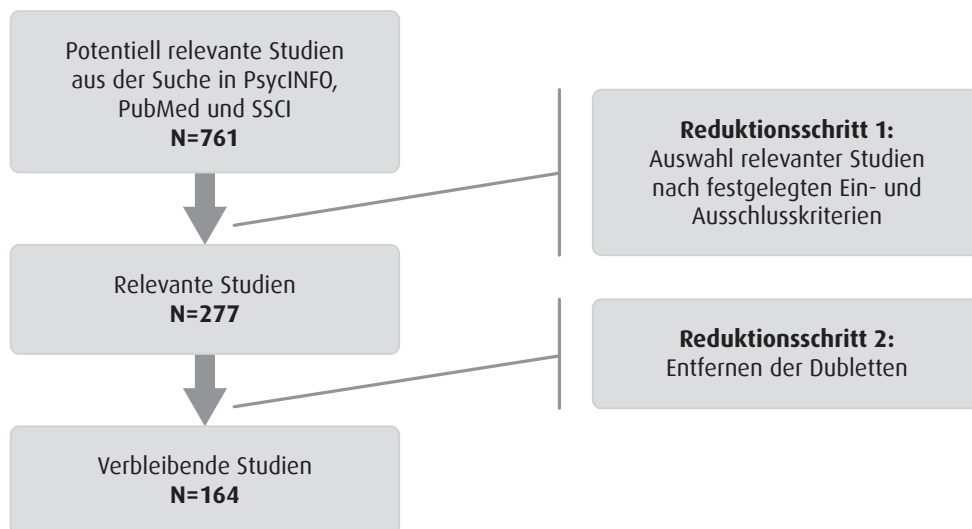 Potentiell relevante Studien
aus der Suche in PsycINFO,
PubMed und SSCI
N=761
Reduktionsschritt 1:
Auswahl relevanter Studien
nach festgelegten Ein- und
Ausschlusskriterien
Relevante Studien
N=277
Reduktionsschritt 2:
Entfernen der Dubletten
Verbleibende Studien
N=164